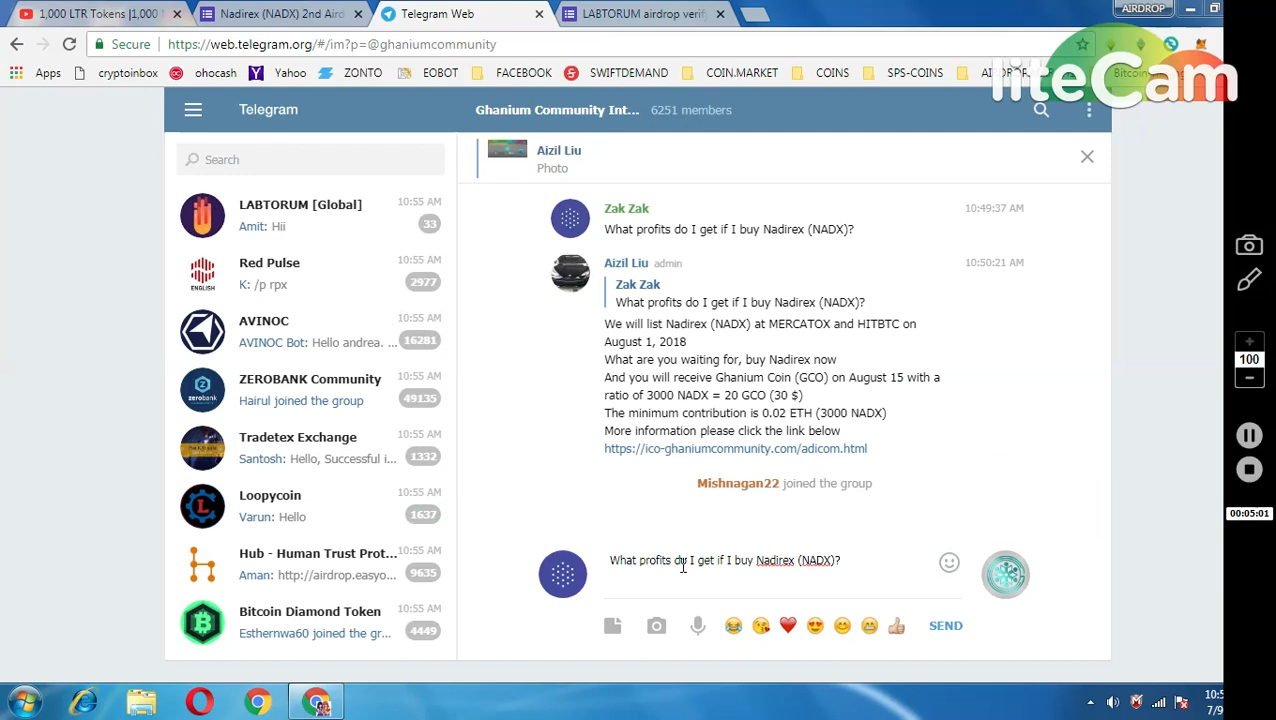 1,000 LTR Tokens |1,000
Nadirex (NADX) 2nd Aird
Telegram Web
LABTORUM airdrop verify
AIRDROP
Secure
https://web.telegram.org/#/im?p=@ghaniumcommunity
Apps
cryptoinbox
ohocash
Yahoo
ZONE
EOBOT
FACEBOOK
SWIFTDEMAND
COIN.MARKET
COINS
SPS-COINS
liteCam
Telegram
Ghanium Community Int...
6251 members
Search
Aizil Liu
Photo
LABTORUM [Global]
10:55 AM
Amit: Hii
33
Red Pulse
10:55 AM
K: /p rpx
2977
AVINOC
10:55 AM
AVINOC Bot: Hello andrea. ...
16281
ZEROBANK Community
10:55 AM
Hairul joined the group
49135
Tradetex Exchange
10:55 AM
Santosh: Hello, Successful i...
1332
Loopycoin
10:55 AM
Varun: Hello
1637
Hub - Human Trust Prot...
10:55 AM
Aman: http://airdrop.easyo...
9635
Bitcoin Diamond Token
10:55 AM
Esthernwa60 joined the gr...
4449
Zak Zak
10:49:37 AM
What profits do I get if I buy Nadirex (NADX)?
Aizil Liu admin
10:50:21 AM
Zak Zak
What profits do I get if I buy Nadirex (NADX)?
We will list Nadirex (NADX) at MERCATOX and HITBTC on
August 1, 2018
What are you waiting for, buy Nadirex now
And you will receive Ghanium Coin (GCO) on August 15 with a
ratio of 3000 NADX = 20 GCO (30 $)
The minimum contribution is 0.02 ETH (3000 NADX)
More information please click the link below
https://ico-ghaniumcommunity.com/adicom.html
Mishnagan22 joined the group
What profits do I get if I buy Nadirex (NADX)?
SEND
100
00:05:01